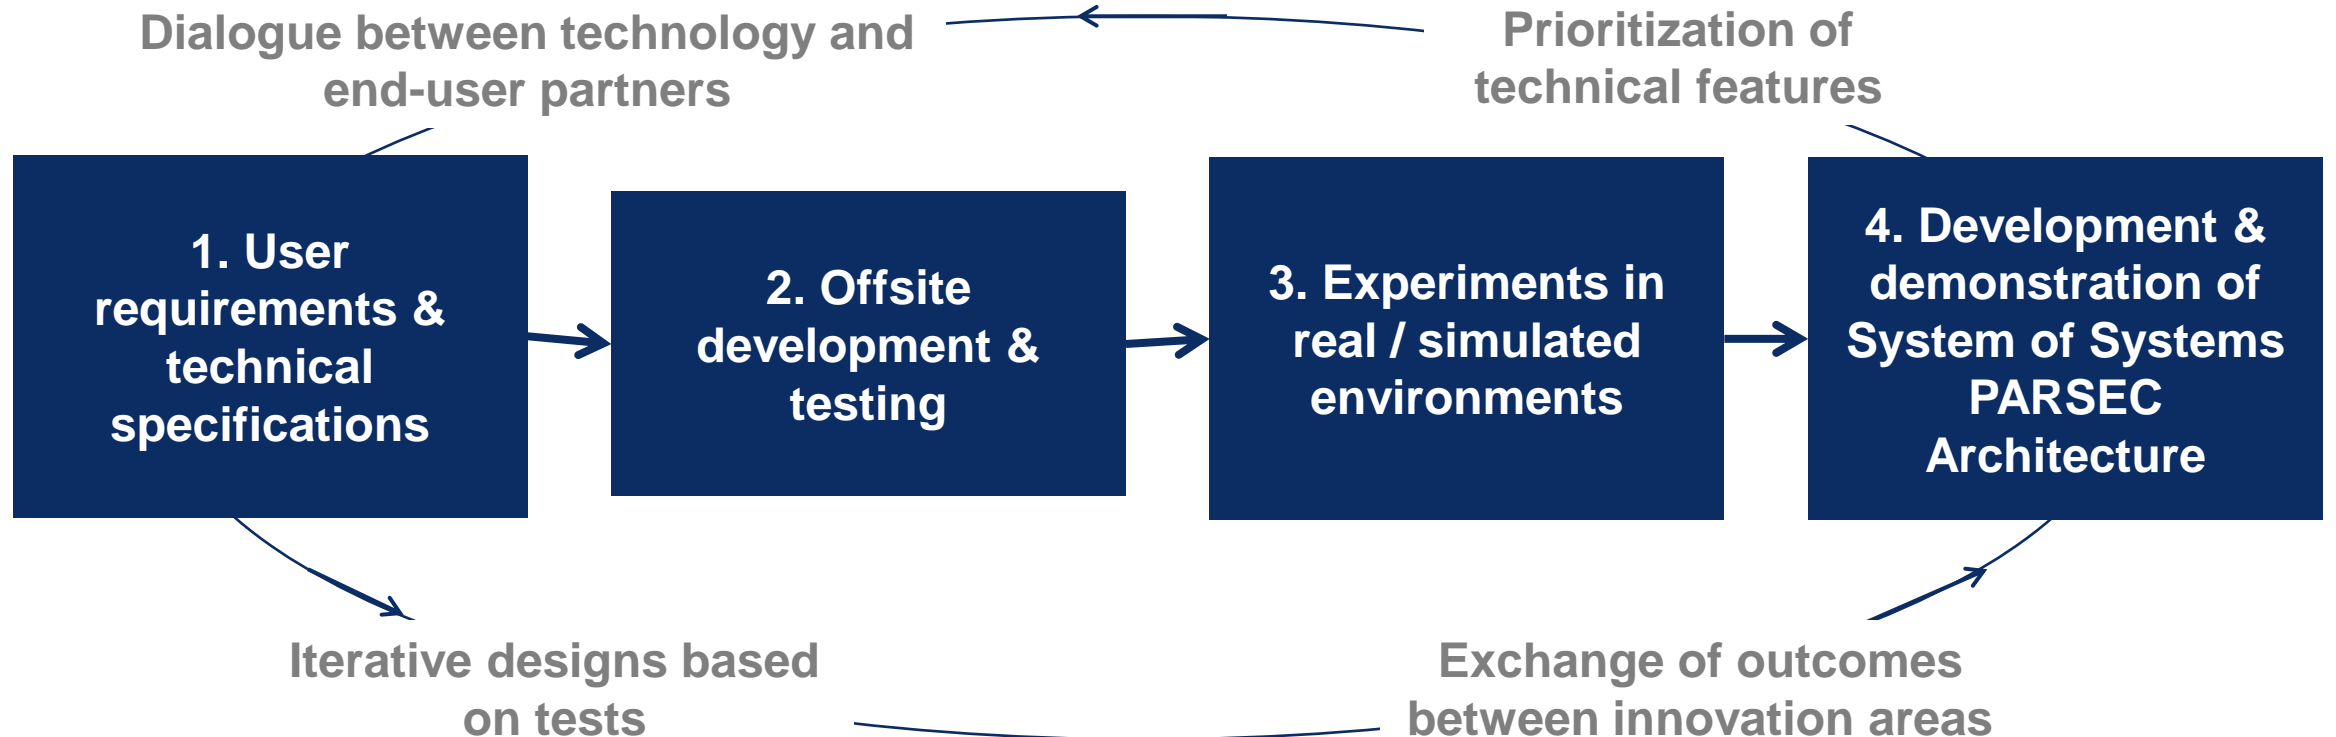 Dialogue between technology and
end-user partners
Prioritization of
technical features
1. User
requirements &
technical
specifications
2. Offsite
development &
testing
3. Experiments in
real / simulated
environments
4. Development &
demonstration of
System of Systems
PARSEC
Architecture
Iterative designs based
on tests
Exchange of outcomes
between innovation areas